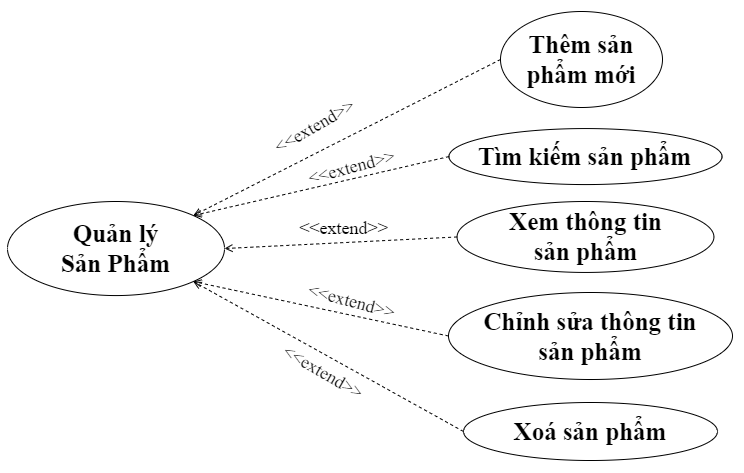 Thêm sản
phẩm mới
<<extend>>
Tìm kiếm sản phẩm
<<extend>>
Quản lý
Sản Phẩm
<<extend>>
Xem thông tin
sản phẩm
<<extend>>
Chỉnh sửa thông tin
sản phẩm
<<extend>>
Xoá sản phẩm